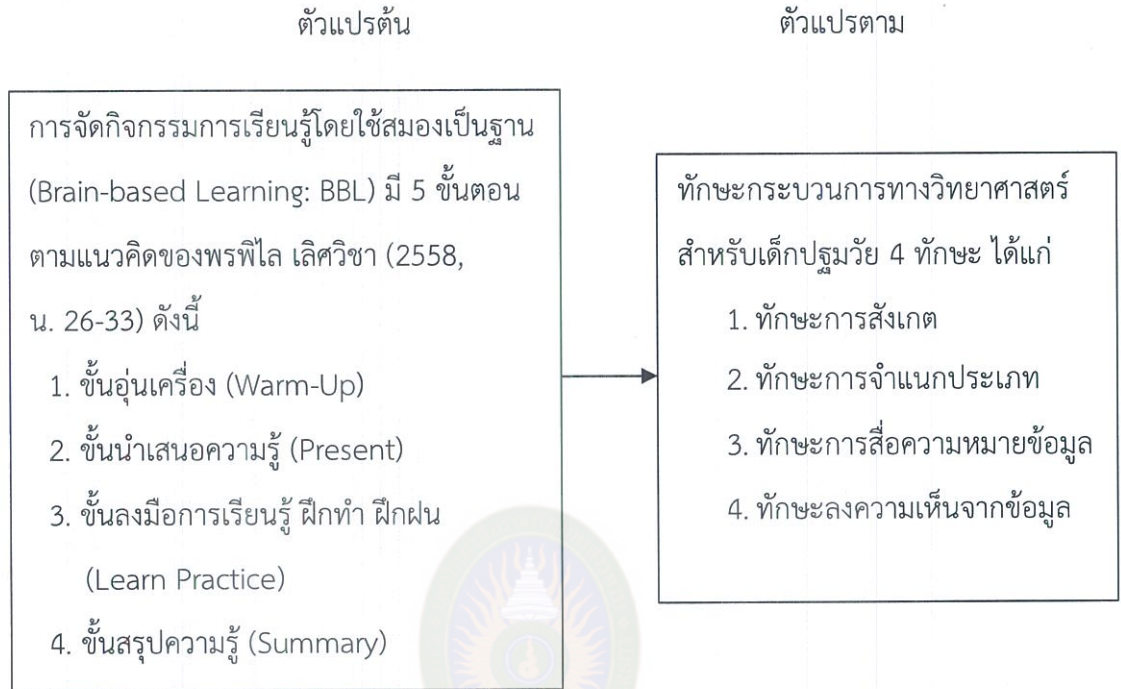 ตัวแปรต้น
ตัวแปรตาม
การจัดกิจกรรมการเรียนรู้โดยใช้สมองเป็นฐาน
(Brain-based Learning: BBL) มี 5 ขั้นตอน
ตามแนวคิดของพรพิไล เลิศวิชา (2558,
น. 26-33) ดังนี้
1. ขั้นอุ่นเครื่อง (Warm-Up)
2. ขั้นนำเสนอความรู้ (Present)
3. ขั้นลงมือการเรียนรู้ ฝึกทำ ฝึกฝน
(Learn Practice)
4. ขั้นสรุปความรู้ (Summary)
ทักษะกระบวนการทางวิทยาศาสตร์
สำหรับเด็กปฐมวัย 4 ทักษะ ได้แก่
1. ทักษะการสังเกต
2. ทักษะการจำแนกประเภท
3. ทักษะการสื่อความหมายข้อมูล
4. ทักษะลงความเห็นจากข้อมูล